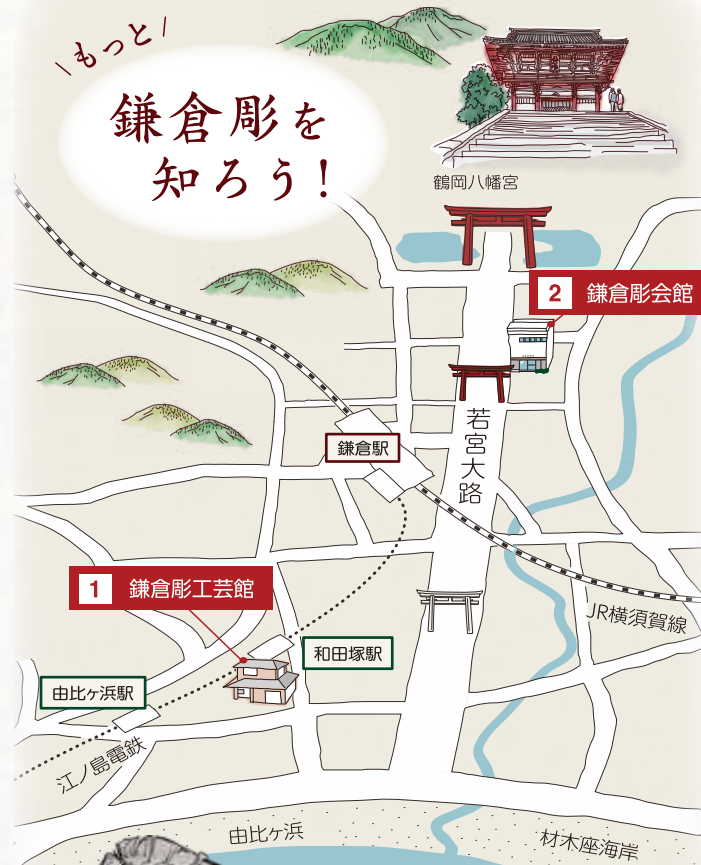 もっと
鎌倉彫を
知ろう!
鶴岡八幡宮
2 鎌倉彫会館
若宮大路
鎌倉駅
1 鎌倉彫工芸館
JR横須賀線
和田塚駅
由比ヶ浜駅
江ノ島電鉄
由比ヶ浜
材木座海岸